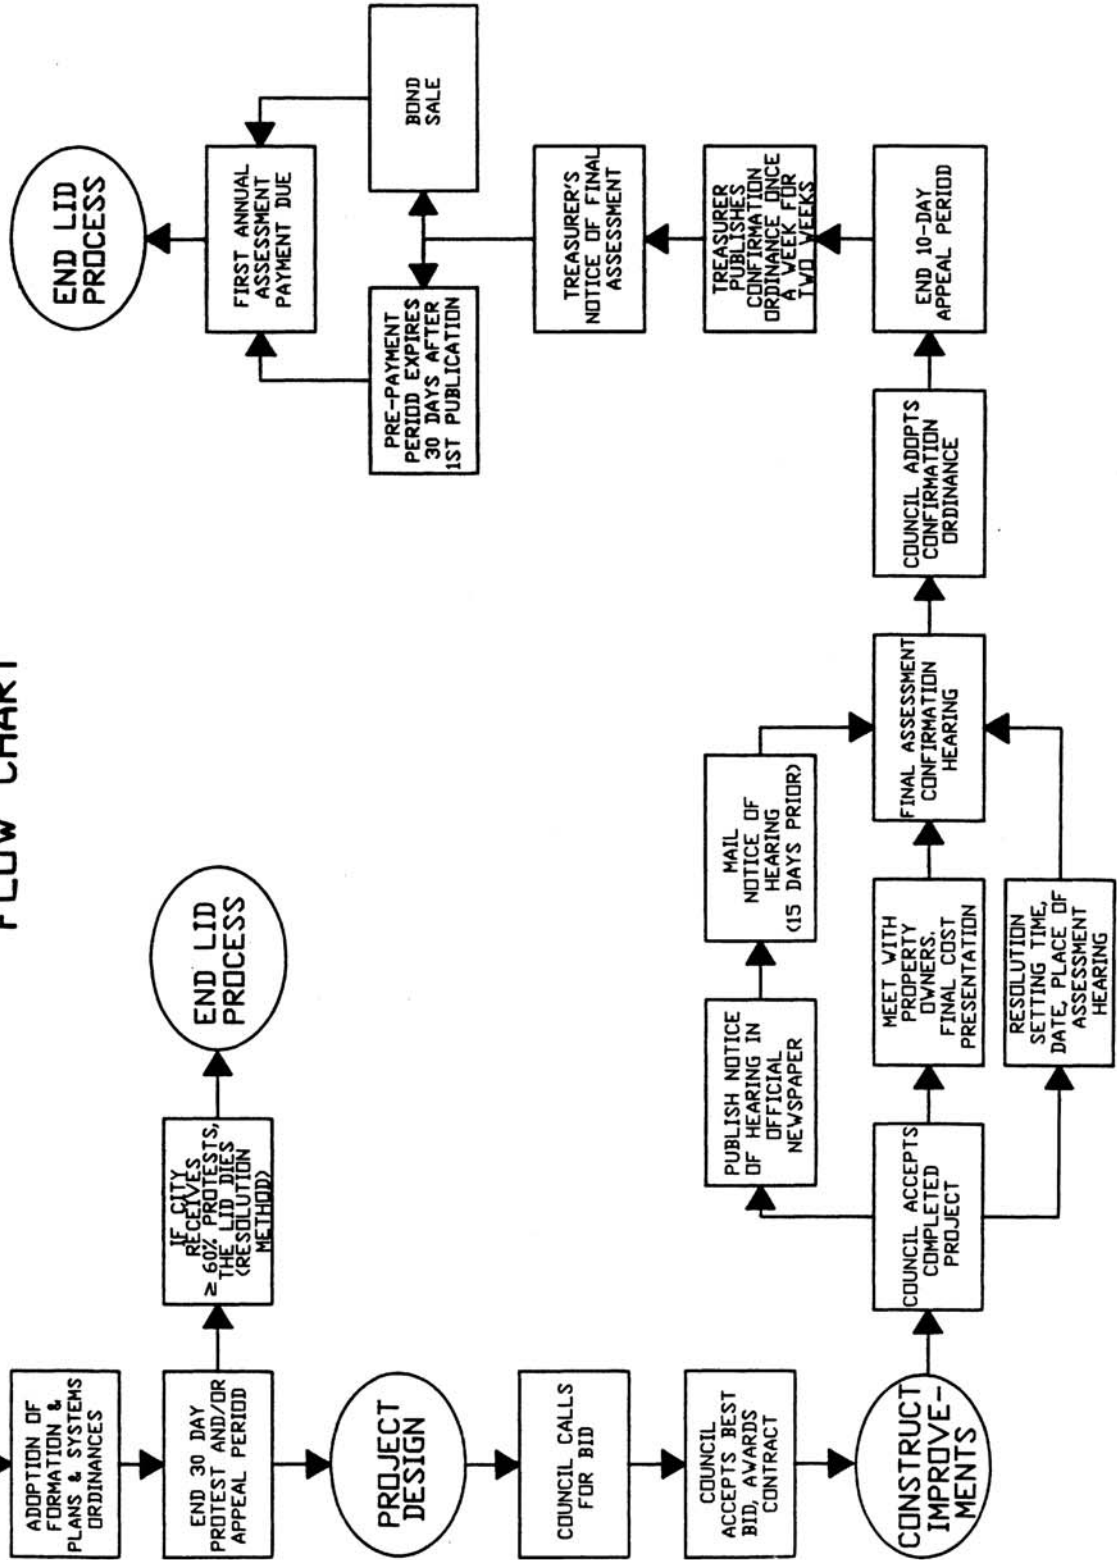 FLOW CHART
ADOPTION OF
FORMATION &
PLANS & SYSTEMS
ORDINANCES
END 30 DAY
PROTEST AND/OR
APPEAL PERIOD
IF CITY
RECEIVES
≥ 60% PROTESTS,
THE LID DIES
(RESOLUTION
METHOD)
END LID
PROCESS
PROJECT
DESIGN
COUNCIL CALLS
FOR BID
COUNCIL
ACCEPTS BEST
BID, AWARDS
CONTRACT
CONSTRUCT
IMPROVE-
MENTS
COUNCIL ACCEPTS
COMPLETED
PROJECT
PUBLISH NOTICE
OF HEARING IN
OFFICIAL
NEWSPAPER
MAIL
NOTICE OF
HEARING
(15 DAYS PRIOR)
MEET WITH
PROPERTY
OWNERS.
FINAL COST
PRESENTATION
RESOLUTION
SETTING TIME,
DATE, PLACE OF
ASSESSMENT
HEARING
FINAL ASSESSMENT
CONFIRMATION
HEARING
COUNCIL ADOPTS
CONFIRMATION
ORDINANCE
END 10-DAY
APPEAL PERIOD
TREASURER
PUBLISHES
CONFIRMATION
ORDINANCE ONCE
A WEEK FOR
TWO WEEKS
TREASURER'S
NOTICE OF FINAL
ASSESSMENT
PRE-PAYMENT
PERIOD EXPIRES
30 DAYS AFTER
1ST PUBLICATION
BOND
SALE
FIRST ANNUAL
ASSESSMENT
PAYMENT DUE
END LID
PROCESS